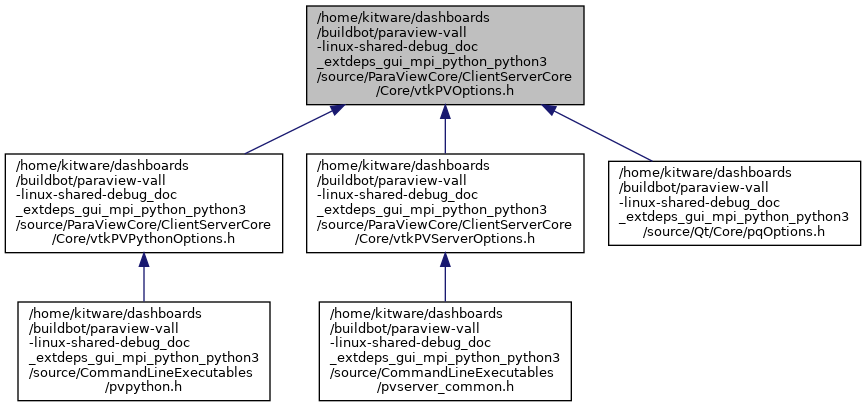 /home/kitware/dashboards
/buildbot/paraview-vall
-linux-shared-debug_doc
_extdeps_gui_mpi_python_python3
/source/ParaViewCore/ClientServerCore
/Core/vtkPVOptions.h
/home/kitware/dashboards
/buildbot/paraview-vall
-linux-shared-debug_doc
_extdeps_gui_mpi_python_python3
/source/ParaViewCore/ClientServerCore
/Core/vtkPVPythonOptions.h
/home/kitware/dashboards
/buildbot/paraview-vall
-linux-shared-debug_doc
_extdeps_gui_mpi_python_python3
/source/ParaViewCore/ClientServerCore
/Core/vtkPVServerOptions.h
/home/kitware/dashboards
/buildbot/paraview-vall
-linux-shared-debug_doc
_extdeps_gui_mpi_python_python3
/source/Qt/Core/pqOptions.h
/home/kitware/dashboards
/buildbot/paraview-vall
-linux-shared-debug_doc
_extdeps_gui_mpi_python_python3
/source/CommandLineExecutables
/pvpython.h
/home/kitware/dashboards
/buildbot/paraview-vall
-linux-shared-debug_doc
_extdeps_gui_mpi_python_python3
/source/CommandLineExecutables
/pvserver_common.h